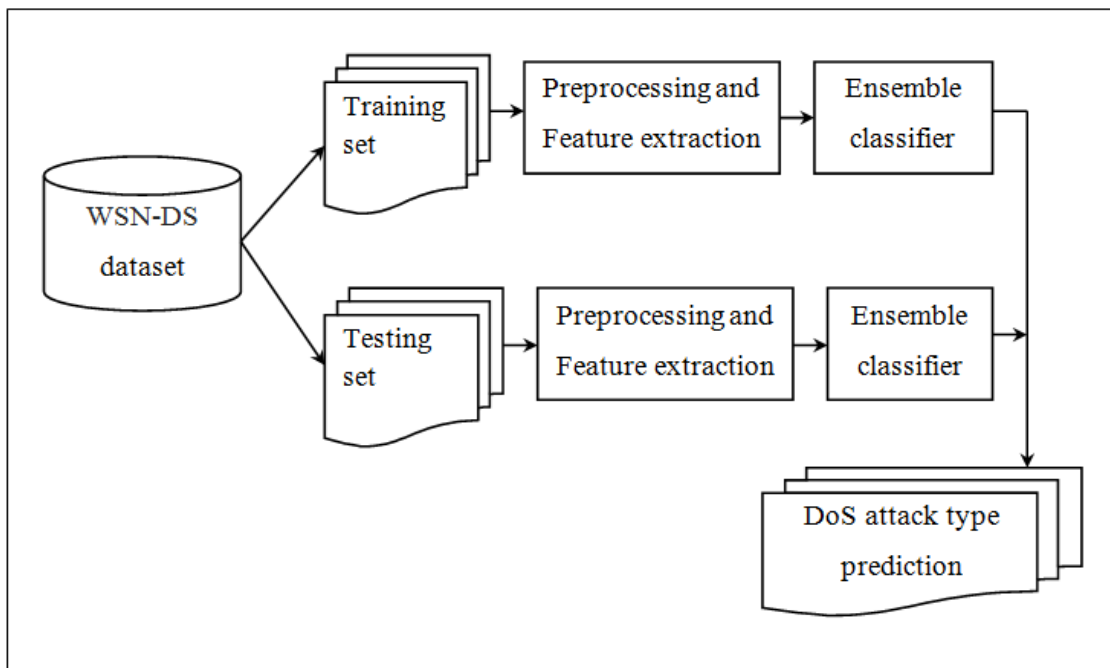 WSN-DS
dataset
Training
set
Preprocessing and
Feature extraction
Ensemble
classifier
Testing
set
Preprocessing and
Feature extraction
Ensemble
classifier
DoS attack type
prediction